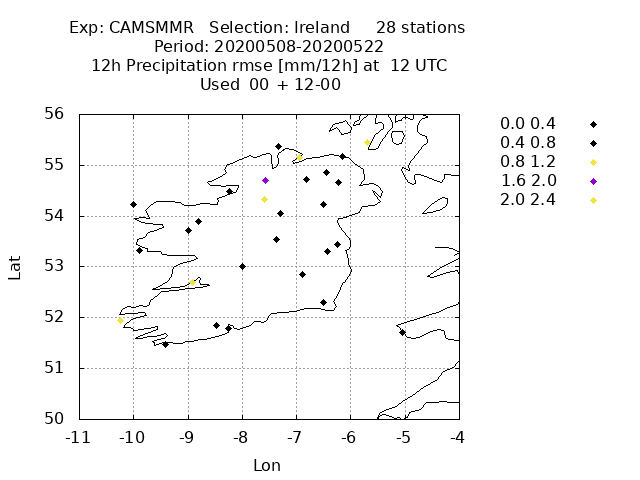 Exp: CAMSMMR   Selection: Ireland     28 stations
Period: 20200508-20200522
12h Precipitation rmse [mm/12h] at  12 UTC
Used  00 + 12-00
0.0 0.4
0.4 0.8
0.8 1.2
1.6 2.0
2.0 2.4
56
55
54
53
52
51
50
Lat
-11 -10 -9 -8 -7 -6 -5 -4
Lon